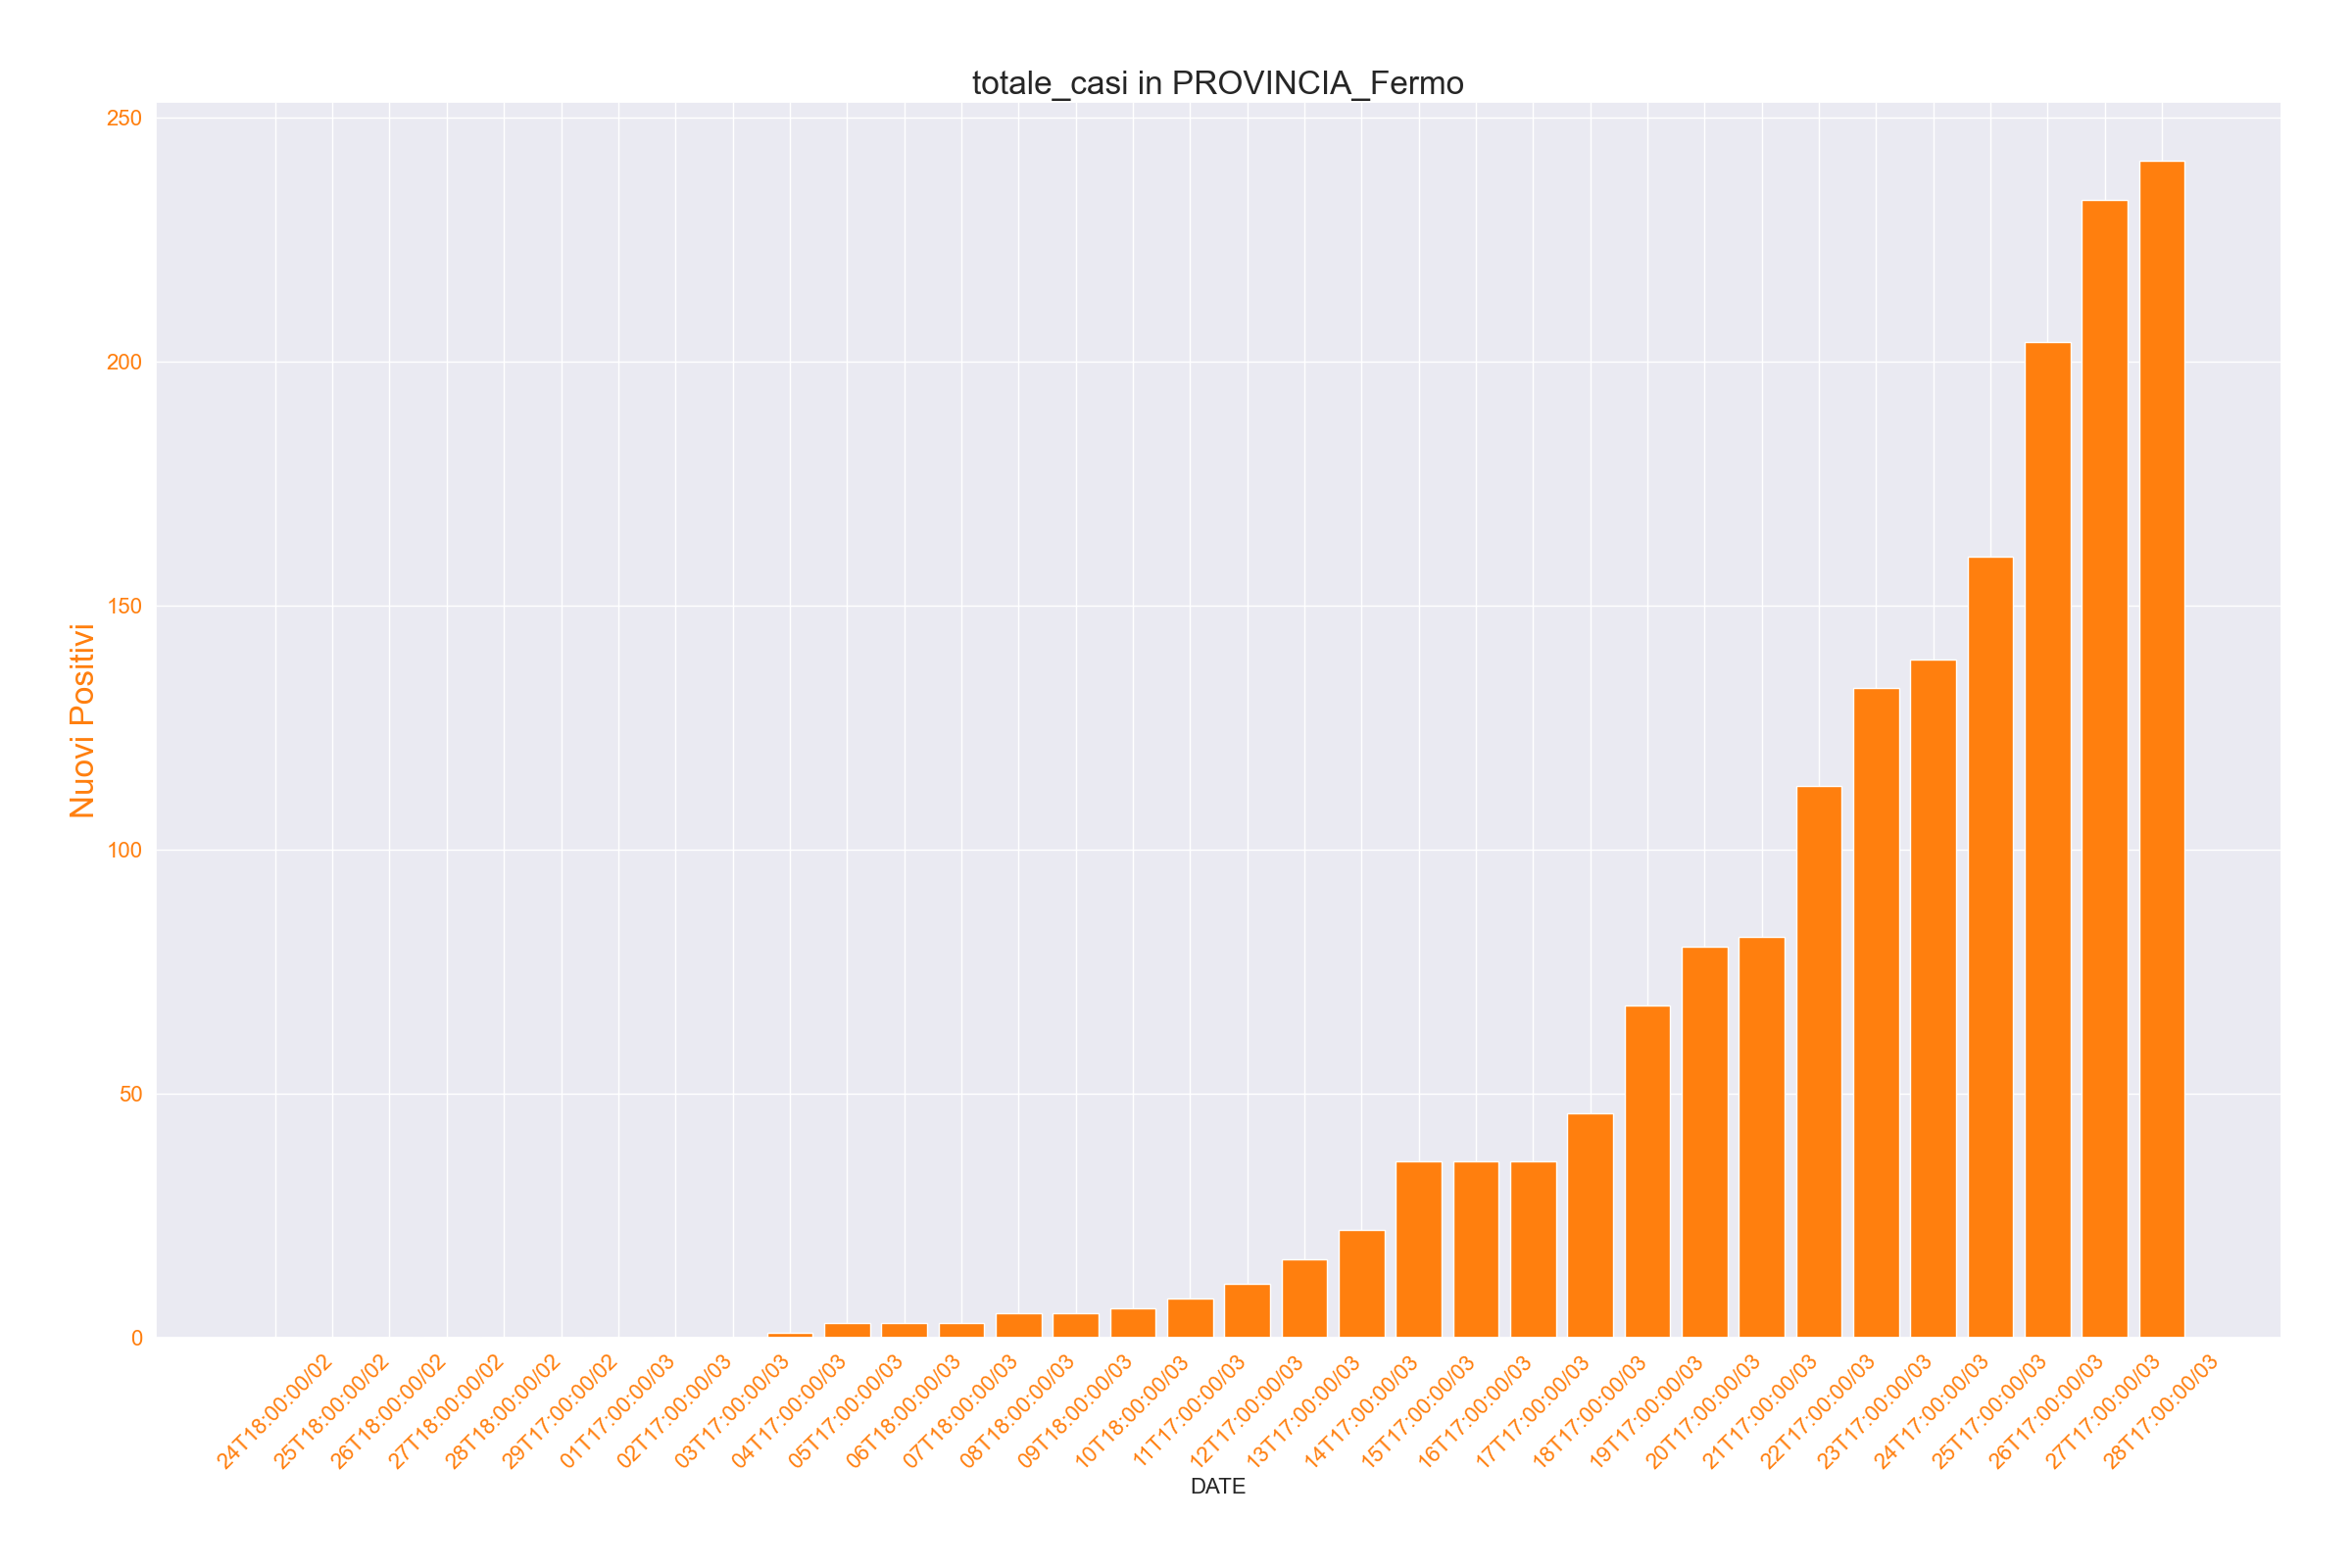 totale_casi in PROVINCIA_Fermo
Nuovi Positivi
250
200
150
100
50
0
24T18:00:00/02
25T18:00:00/02
26T18:00:00/02
27T18:00:00/02
28T18:00:00/02
29T17:00:00/02
01T17:00:00/03
02T17:00:00/03
03T17:00:00/03
04T17:00:00/03
05T17:00:00/03
06T18:00:00/03
07T18:00:00/03
08T18:00:00/03
09T18:00:00/03
10T18:00:00/03
11T17:00:00/03
12T17:00:00/03
13T17:00:00/03
14T17:00:00/03
15T17:00:00/03
16T17:00:00/03
17T17:00:00/03
18T17:00:00/03
19T17:00:00/03
20T17:00:00/03
21T17:00:00/03
22T17:00:00/03
23T17:00:00/03
24T17:00:00/03
25T17:00:00/03
26T17:00:00/03
27T17:00:00/03
28T17:00:00/03
DATE